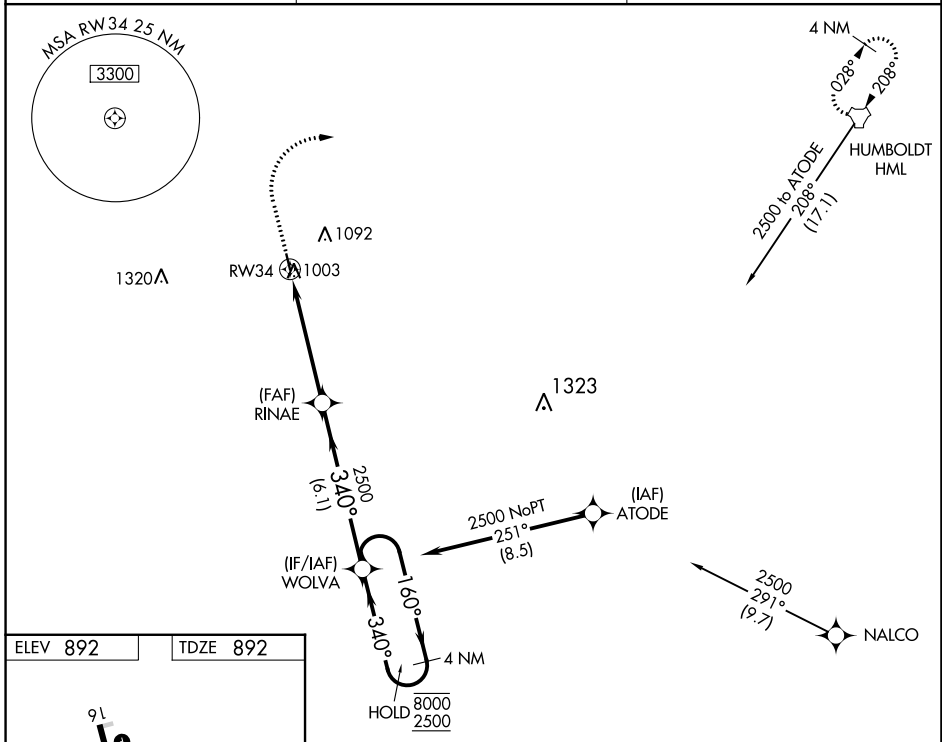 MSA RW34 25 NM
3300
4 NM
028°
208°
HUMBOLDT
HML
2500 to ATODE
208°
(17.1)
1092
1320
RW34
1003
(FAF)
RINAE
1323
2500
340°
(6.1)
2500 NoPT
251°
(8.5)
(IAF)
ATODE
(IF/IAF)
WOLVA
160°
340°
4 NM
HOLD
8000
2500
2500
291°
(9.7)
NALCO
ELEV 892
TDZE 892
16